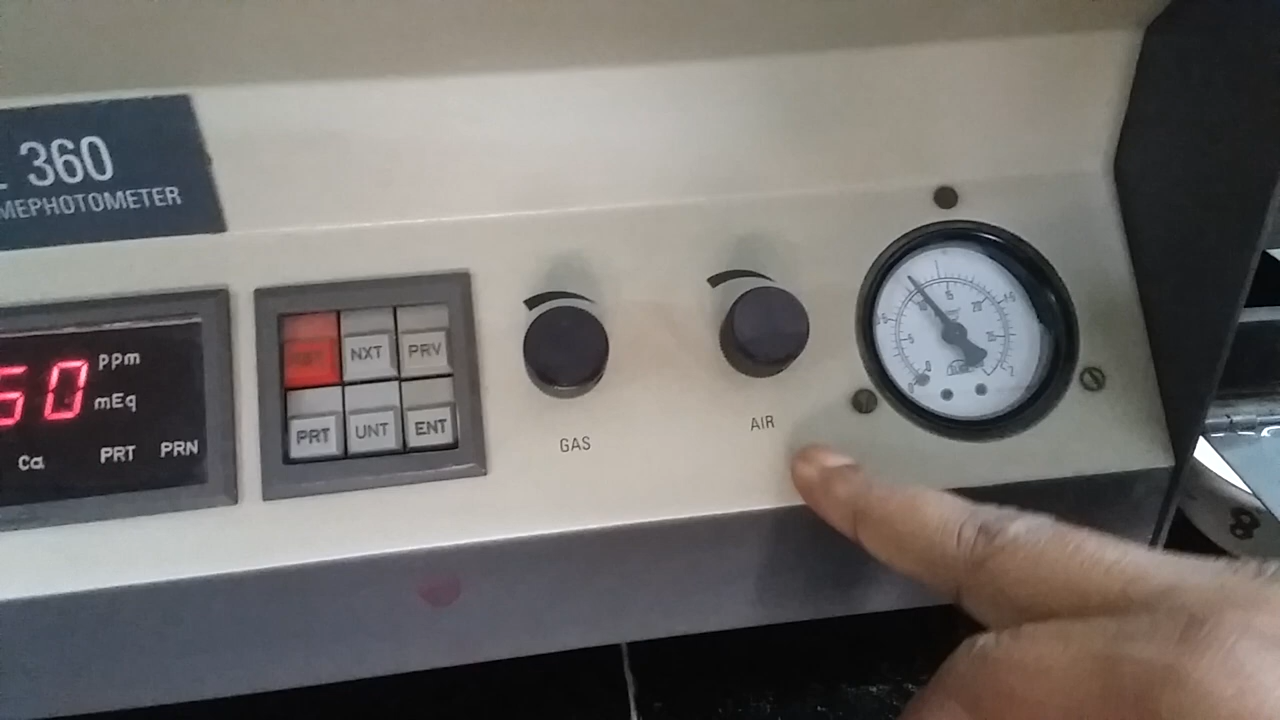 360
MEPHOTOMETER
50
PPm
mEq
Ca
PRT
PRN
NXT
PRV
PRT
UNT
ENT
GAS
AIR